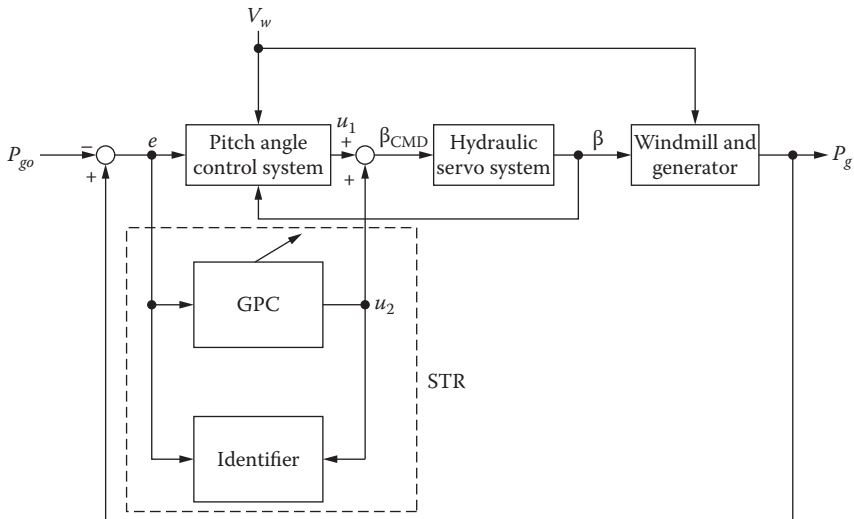 V_w
P_go
−
+
e
Pitch angle
control system
u_1
+
+
β_CMD
Hydraulic
servo system
β
Windmill and
generator
P_g
GPC
u_2
STR
Identifier